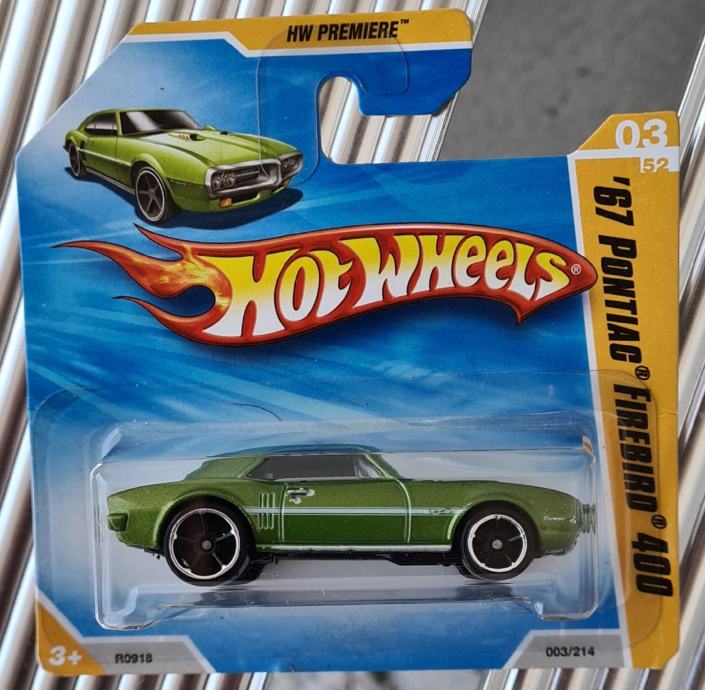 HW PREMIERE™
03
52
'67 PONTIAC® FIREBIRD® 400
HOT WHEELS®
3+
R0918
003/214